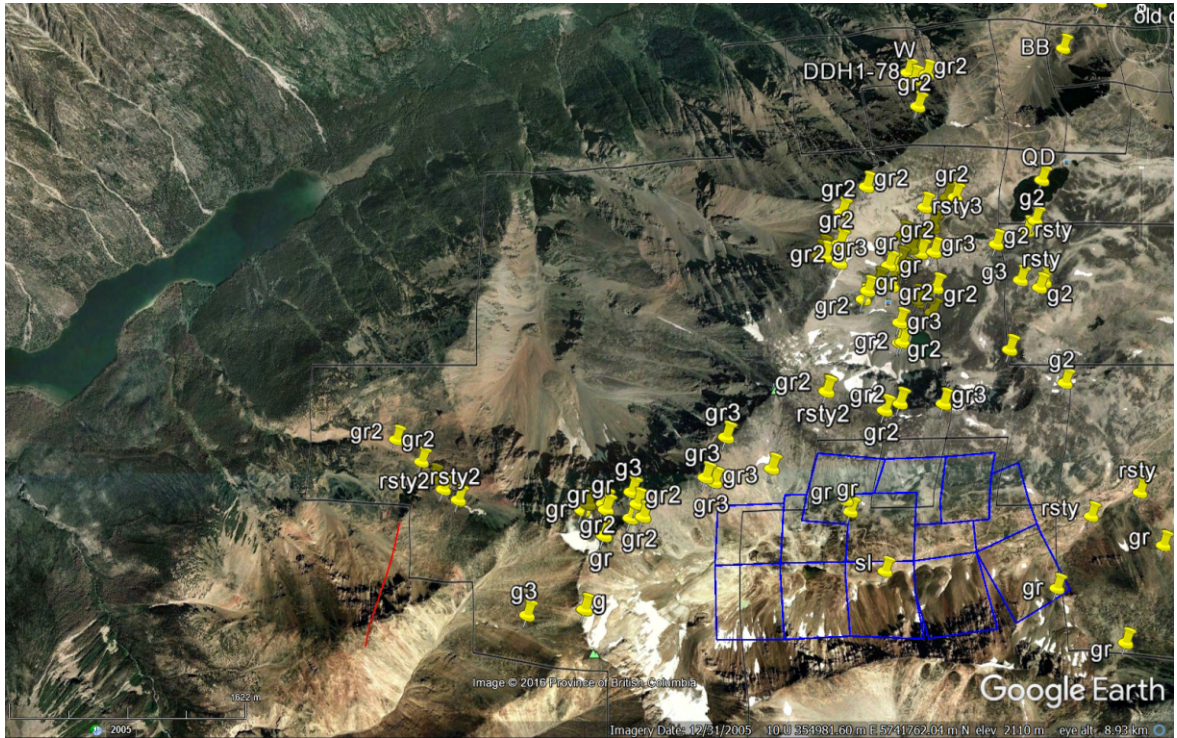 old c
W
BB
DDH1-78
gr2
gr2
QD
gr2
gr2
gr2
g2
rsty3
gr2
gr2
rsty
gr2
gr3
gr
gr3
g2
gr
rsty
g3
gr
gr2
gr2
g2
gr2
gr3
gr2
gr2
g2
gr2
gr2
gr3
rsty2
gr3
gr2
gr2
gr2
gr3
g3
gr3
rsty
rsty2
rsty2
gr
gr
gr2
gr3
gr
gr
rsty
gr
gr2
gr2
gr
gr
sl
g3
g
gr
gr
Image © 2016 Province of British Columbia
Google Earth
1622 m
2005
Imagery Date: 12/31/2005 10 U 354981.60 m E 5741762.04 m N elev 2110 m eye alt 8.93 km